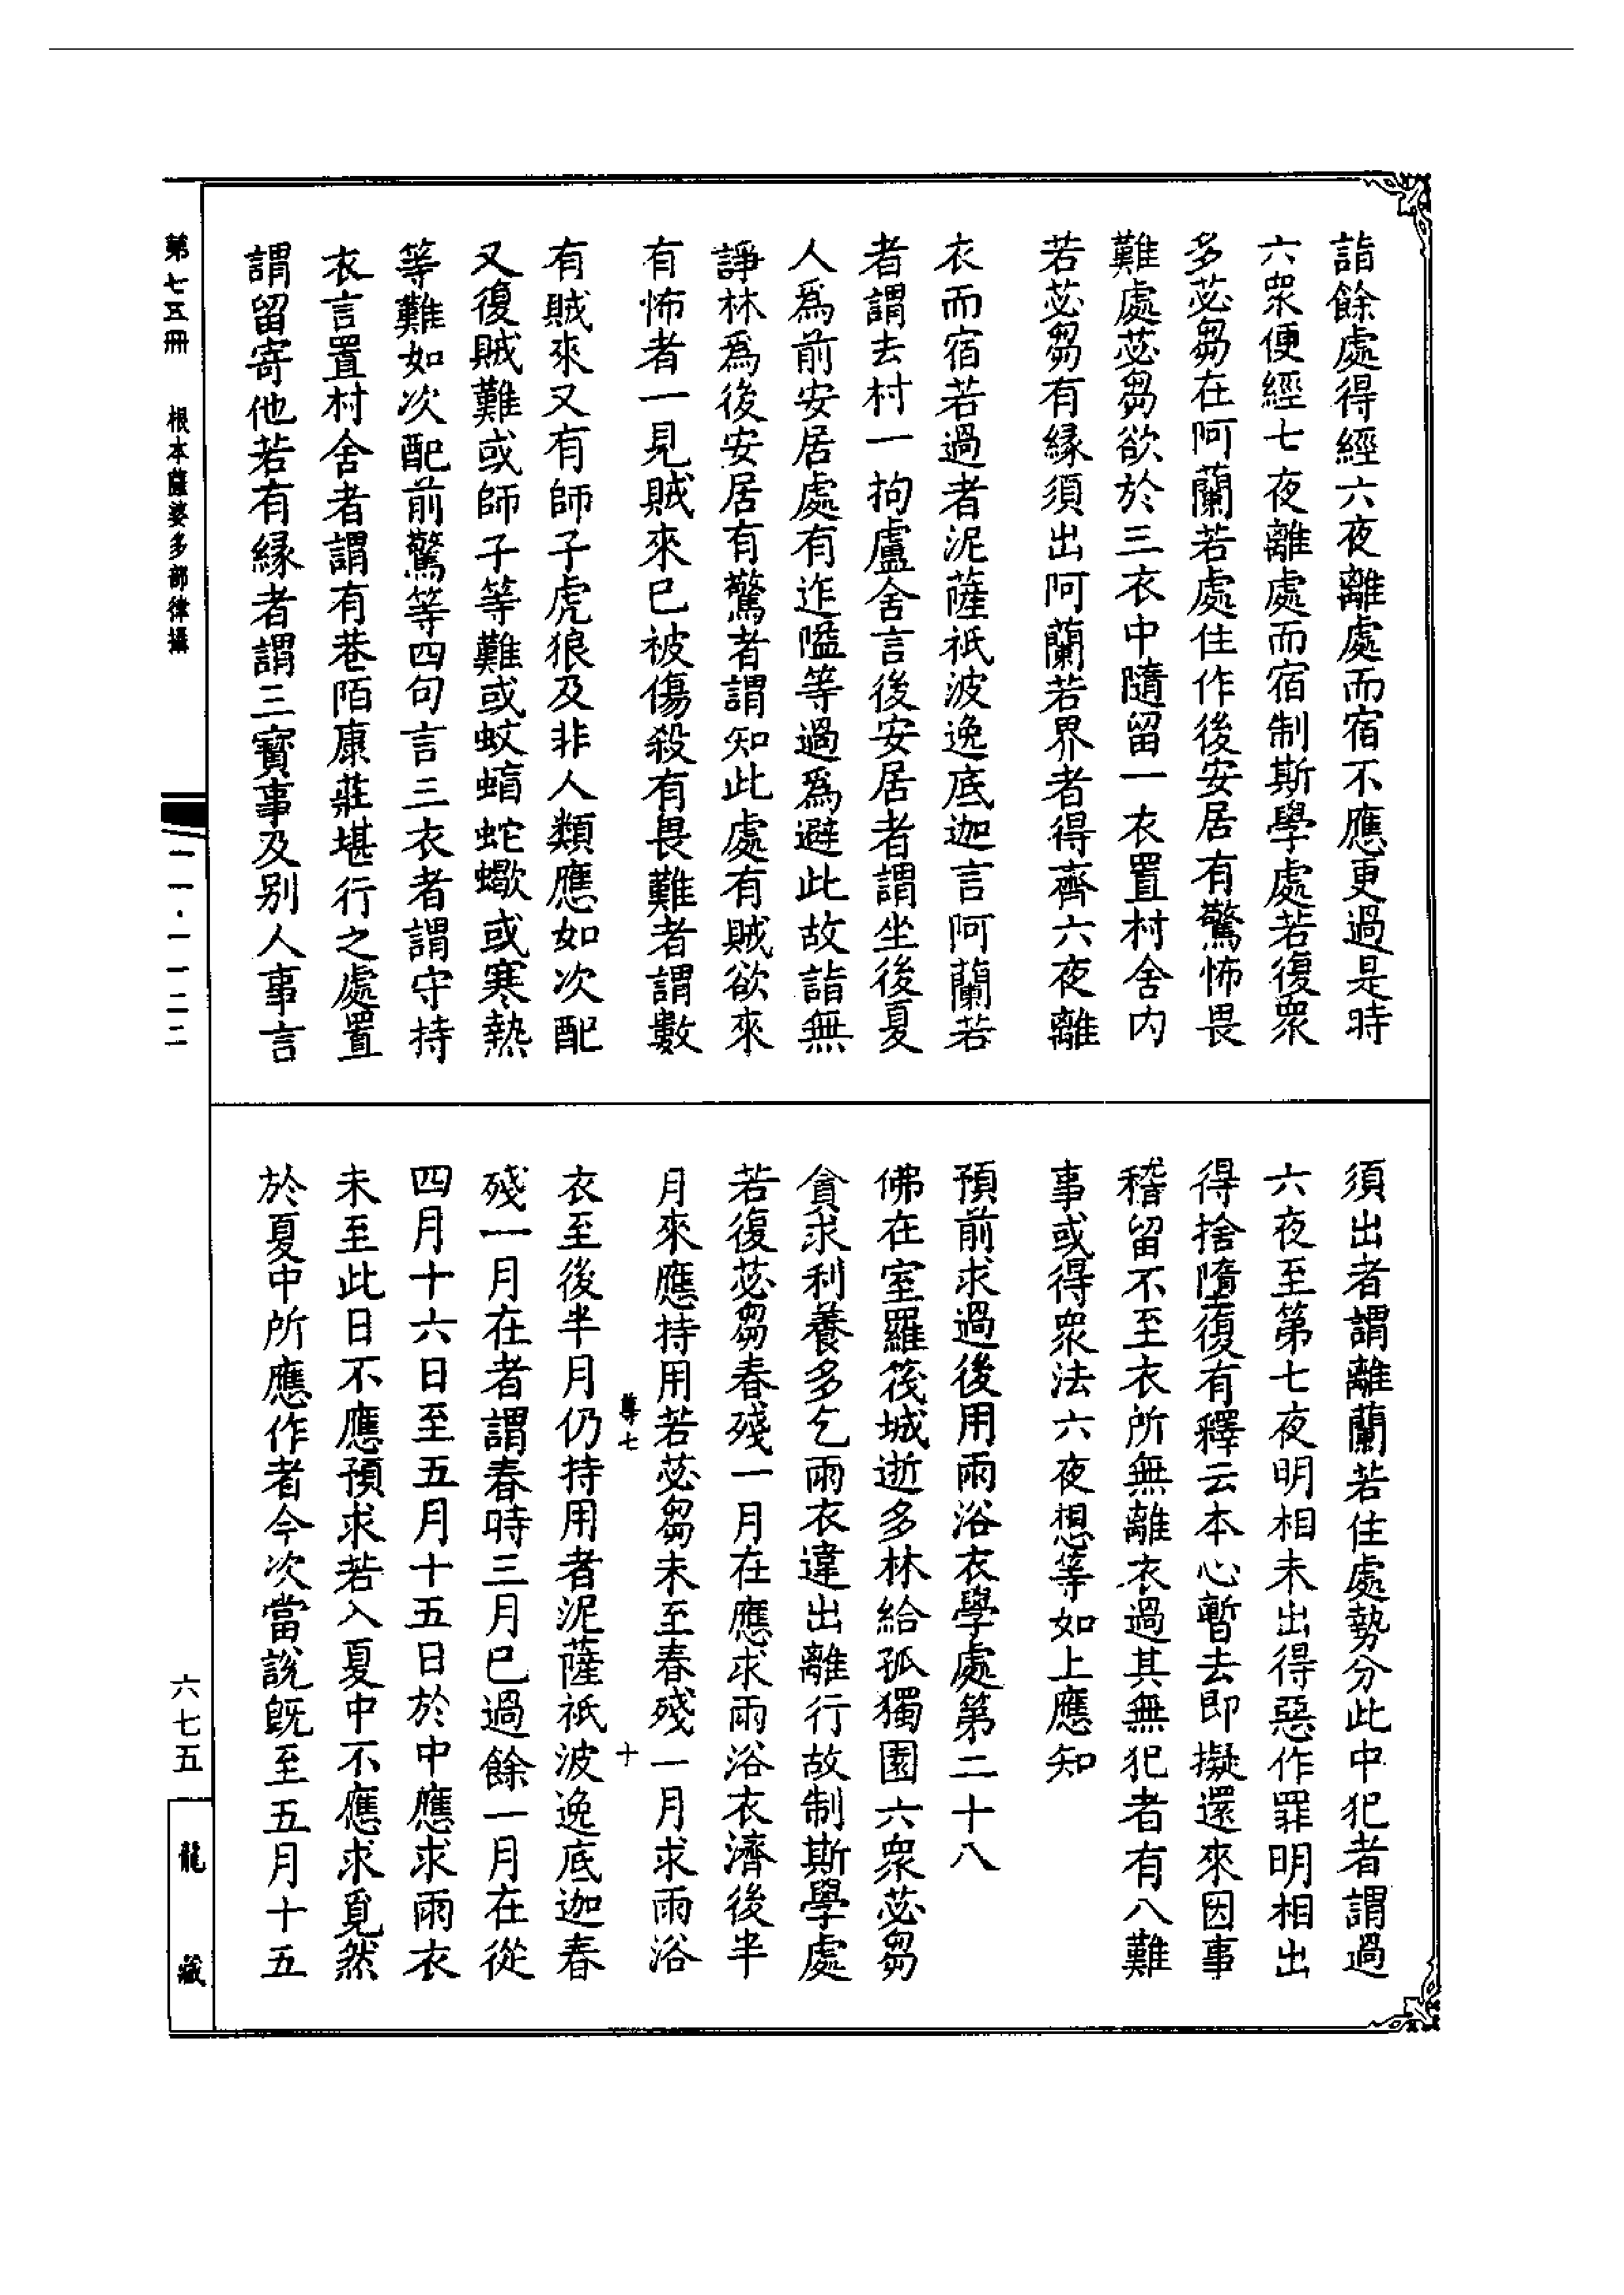 詣餘處得經六夜離處而宿不應更過是時
六眾便經七夜離處而宿制斯學處若復眾
多苾芻在阿蘭若處住作後安居有驚怖畏
難處苾芻欲於三衣中隨留一衣置村舍內
若苾芻有緣須出阿蘭若界者得齊六夜離
衣而宿若過者泥薩祇波逸底迦言阿蘭若
者謂去村一拘盧舍言後安居者謂坐後夏
人爲前安居處有迮隘等過爲避此故詣無
諍林爲後安居有驚者謂知此處有賊欲來
有怖者一見賊來已被傷殺有畏難者謂數
有賊來又有師子虎狼及非人類應如次配
又復賊難或師子等難或蚊蝱蛇蠍或寒熱
等難如次配前驚等四句言三衣者謂守持
衣言置村舍者謂有巷陌康莊堪行之處置
謂留寄他若有緣者謂三寶事及別人事言
須出者謂離蘭若住處勢分此中犯者謂過
六夜至第七夜明相未出得惡作罪明相出
得捨墮復有釋云本心暫去即擬還來因事
稽留不至衣所無離衣過其無犯者有八難
事或得眾法六夜想等如上應知
預前求過後用雨浴衣學處第二十八
佛在室羅筏城逝多林給孤獨園六眾苾芻
貪求利養多乞雨衣違出離行故制斯學處
若復苾芻春殘一月在應求雨浴衣濟後半
月來應持用若苾芻未至春殘一月求雨浴
尊七
十
衣至後半月仍持用者泥薩祇波逸底迦春
殘一月在者謂春時三月已過餘一月在從
四月十六日至五月十五日於中應求雨衣
未至此日不應預求若入夏中不應求覓然
於夏中所應作者今次當說既至五月十五
第七五冊
根本薩婆多部律攝
一一·一一二二
六七五
龍藏